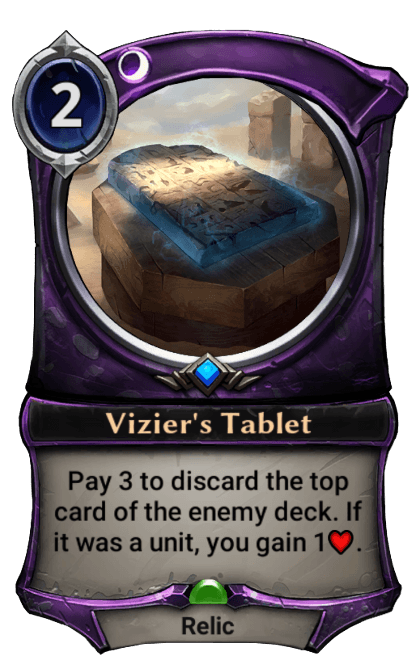 2
Vizier's Tablet
Pay 3 to discard the top
card of the enemy deck. If
it was a unit, you gain 1❤.
Relic